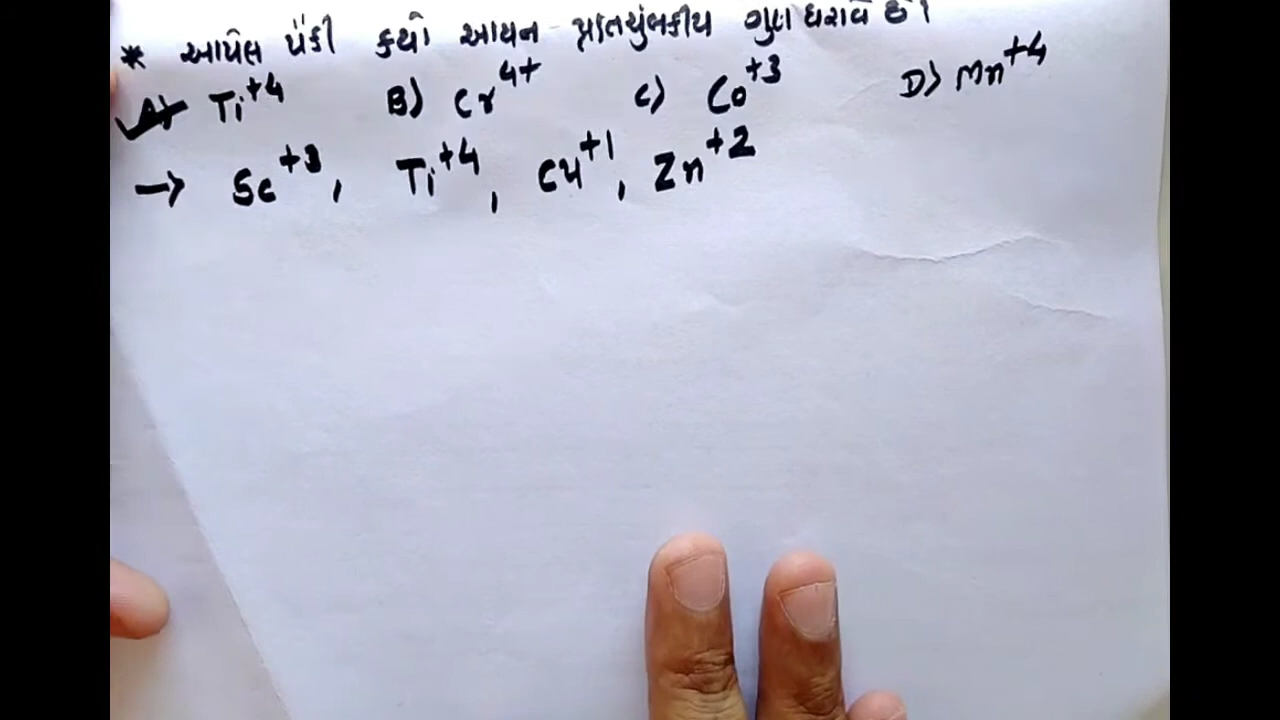 * આપેલ પૈકી કયો આયન પ્રતિચુંબકીય ગુણ ધરાવે છે।
A) Ti⁺⁴ B) Cr⁴⁺ C) Co⁺³ D) Mn⁺⁴
→ Sc⁺³, Ti⁺⁴, Cu⁺¹, Zn⁺²